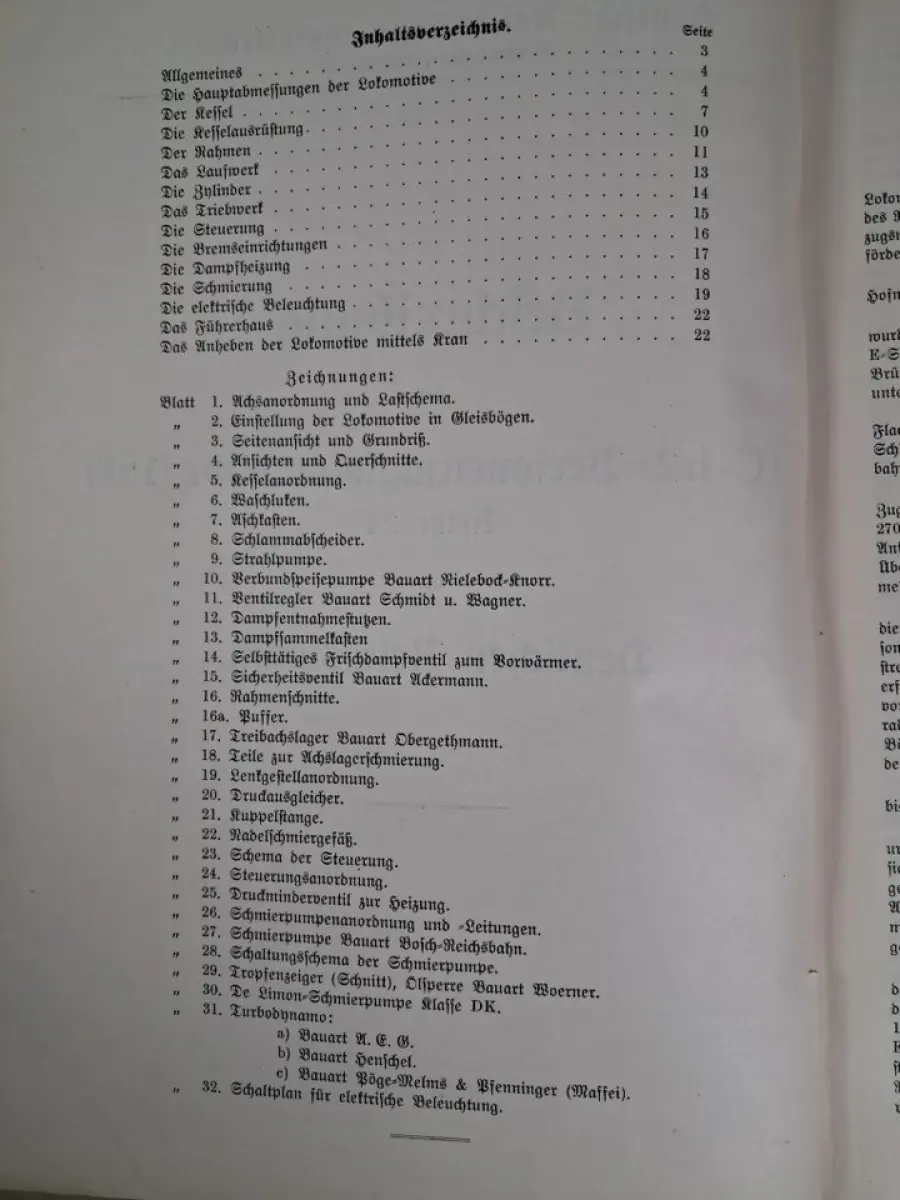 Inhaltsverzeichnis.
Seite
Allgemeines . . . . . . . . . . . . . . . . . . . . 3
Die Hauptabmessungen der Lokomotive . . . . . . . . . . . 4
Der Kessel . . . . . . . . . . . . . . . . . . . . 4
Die Kesselausrüstung . . . . . . . . . . . . . . . . . . 7
Der Rahmen . . . . . . . . . . . . . . . . . . . . 10
Das Laufwerk . . . . . . . . . . . . . . . . . . . 11
Die Zylinder . . . . . . . . . . . . . . . . . . . . 13
Das Triebwerk . . . . . . . . . . . . . . . . . . . 14
Die Steuerung . . . . . . . . . . . . . . . . . . . 15
Die Bremseinrichtungen . . . . . . . . . . . . . . . . 16
Die Dampfheizung . . . . . . . . . . . . . . . . . . 17
Die Schmierung . . . . . . . . . . . . . . . . . . . 18
Die elektrische Beleuchtung . . . . . . . . . . . . . . . 19
Das Führerhaus . . . . . . . . . . . . . . . . . . . 22
Das Anheben der Lokomotive mittels Kran . . . . . . . . . . 22
Zeichnungen:
Blatt 1. Achsanordnung und Lastschema.
„ 2. Einstellung der Lokomotive in Gleisbögen.
„ 3. Seitenansicht und Grundriß.
„ 4. Ansichten und Querschnitte.
„ 5. Kesselanordnung.
„ 6. Waschluken.
„ 7. Aschkasten.
„ 8. Schlammabscheider.
„ 9. Strahlpumpe.
„ 10. Verbundspeisepumpe Bauart Nielebock-Knorr.
„ 11. Ventilregler Bauart Schmidt u. Wagner.
„ 12. Dampfentnahmestutzen.
„ 13. Dampfsammelkasten
„ 14. Selbsttätiges Frischdampfventil zum Vorwärmer.
„ 15. Sicherheitsventil Bauart Ackermann.
„ 16. Rahmenschnitte.
„ 16a. Puffer.
„ 17. Treibachslager Bauart Obergethmann.
„ 18. Teile zur Achslagerschmierung.
„ 19. Lenkgestellanordnung.
„ 20. Druckausgleicher.
„ 21. Kuppelstange.
„ 22. Nadelschmiergefäß.
„ 23. Schema der Steuerung.
„ 24. Steuerungsanordnung.
„ 25. Druckminderventil zur Heizung.
„ 26. Schmierpumpenanordnung und -Leitungen.
„ 27. Schmierpumpe Bauart Bosch-Reichsbahn.
„ 28. Schaltungsschema der Schmierpumpe.
„ 29. Tropfenzeiger (Schnitt), Ölsperre Bauart Woerner.
„ 30. De Limon-Schmierpumpe Klasse DK.
„ 31. Turbodynamo:
a) Bauart A. E. G.
b) Bauart Henschel.
c) Bauart Pöge-Melms & Pfenninger (Maffei).
„ 32. Schaltplan für elektrische Beleuchtung.